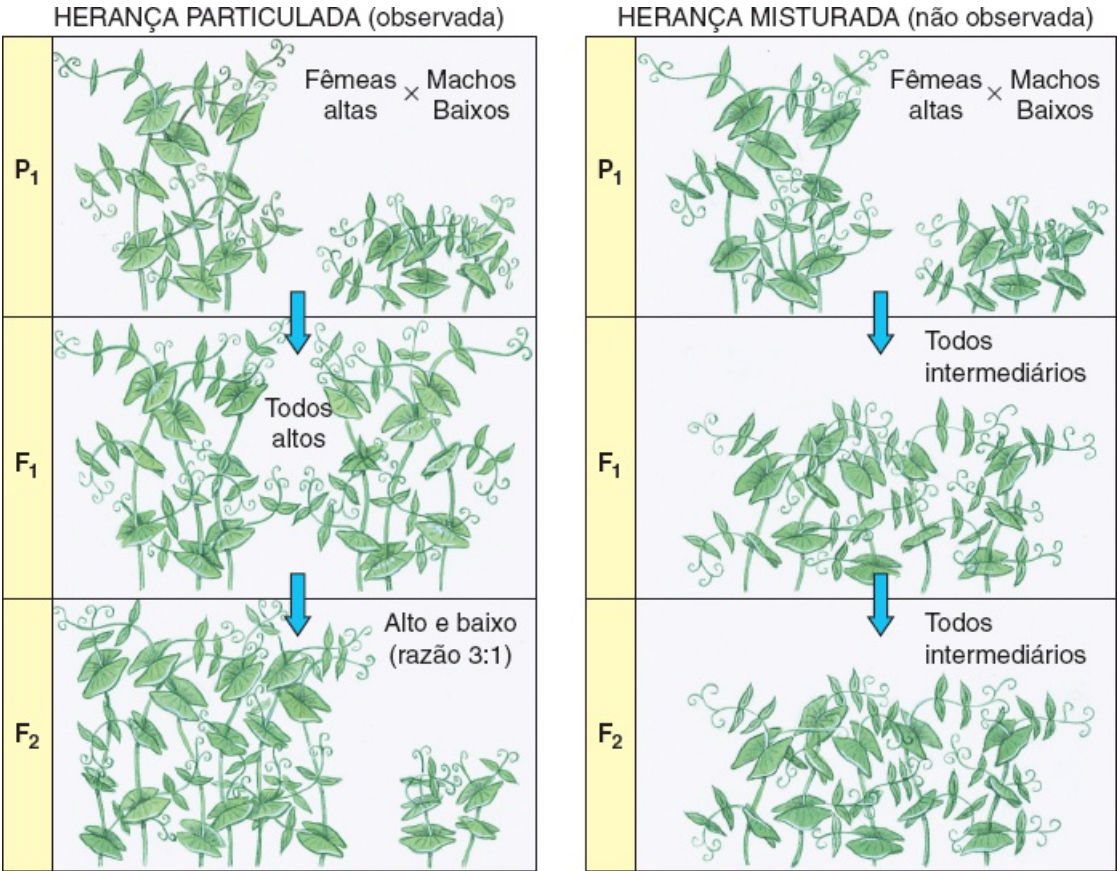 HERANÇA PARTICULADA (observada)
P1
Fêmeas × Machos
altas Baixos
F1
Todos
altos
F2
Alto e baixo
(razão 3:1)
HERANÇA MISTURADA (não observada)
P1
Fêmeas × Machos
altas Baixos
F1
Todos
intermediários
F2
Todos
intermediários